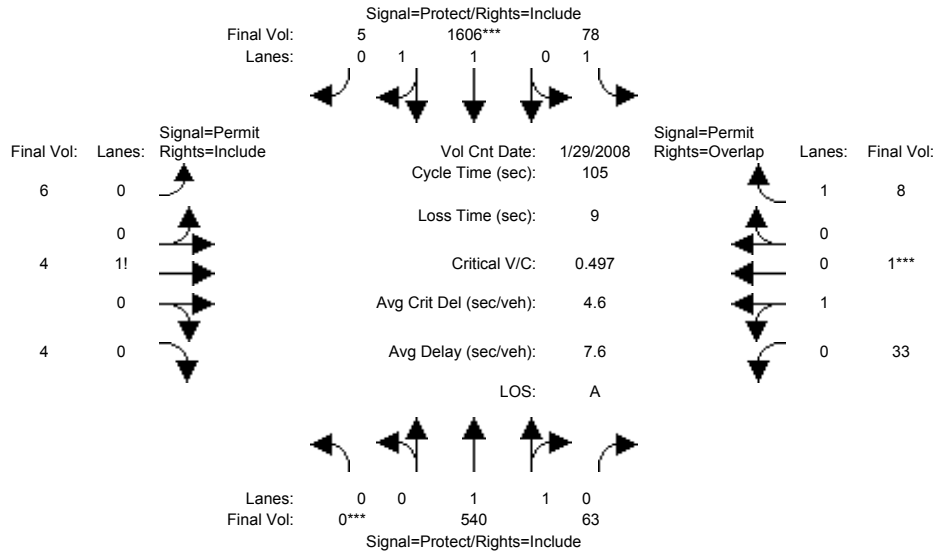 Signal=Protect/Rights=Include
Final Vol: 5 1606*** 78
Lanes: 0 1 1 0 1
Signal=Permit Signal=Permit
Final Vol: Lanes: Rights=Include Vol Cnt Date: 1/29/2008 Rights=Overlap Lanes: Final Vol:
Cycle Time (sec): 105
6 0 1 8
Loss Time (sec): 9
0 0
4 1! Critical V/C: 0.497 0 1***
0 Avg Crit Del (sec/veh): 4.6 1
4 0 Avg Delay (sec/veh): 7.6 0 33
LOS: A
Lanes: 0 0 1 1 0
Final Vol: 0*** 540 63
Signal=Protect/Rights=Include